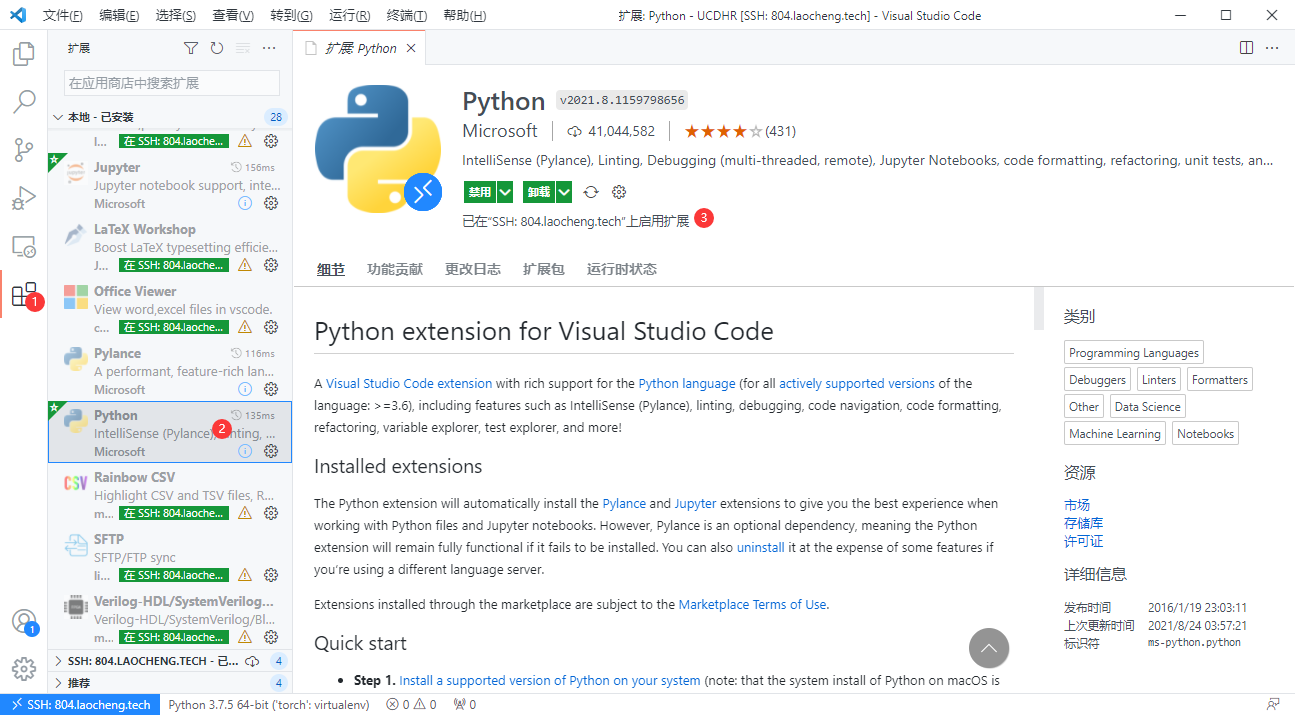 文件(F) 编辑(E) 选择(S) 查看(V) 转到(G) 运行(R) 终端(T) 帮助(H) 扩展: Python - UCDHR [SSH: 804.laocheng.tech] - Visual Studio Code
扩展
在应用商店中搜索扩展
本地 - 已安装 28
l... 在 SSH: 804.laoche...
Jupyter 156ms
Jupyter notebook support, inte...
Microsoft
LaTeX Workshop
Boost LaTeX typesetting efficie...
J... 在 SSH: 804.laoche...
Office Viewer
View word,excel files in vscode.
c... 在 SSH: 804.laoche...
Pylance 116ms
A performant, feature-rich lan...
Microsoft
Python 135ms
IntelliSense (Pylance), Linting, ...
Microsoft
Rainbow CSV
Highlight CSV and TSV files, R...
m... 在 SSH: 804.laoche...
SFTP
SFTP/FTP sync
li... 在 SSH: 804.laoche...
Verilog-HDL/SystemVerilog...
Verilog-HDL/SystemVerilog/Bl...
m... 在 SSH: 804.laoche...
SSH: 804.LAOCHENG.TECH - 已... 4
推荐 4
1
2
1
CSV
扩展: Python
Python v2021.8.1159798656
Microsoft 41,044,582 (431)
IntelliSense (Pylance), Linting, Debugging (multi-threaded, remote), Jupyter Notebooks, code formatting, refactoring, unit tests, an...
禁用 卸载
已在“SSH: 804.laocheng.tech”上启用扩展 3
细节 功能贡献 更改日志 扩展包 运行时状态
Python extension for Visual Studio Code
A Visual Studio Code extension with rich support for the Python language (for all actively supported versions of the
language: >=3.6), including features such as IntelliSense (Pylance), linting, debugging, code navigation, code formatting,
refactoring, variable explorer, test explorer, and more!
Installed extensions
The Python extension will automatically install the Pylance and Jupyter extensions to give you the best experience when
working with Python files and Jupyter notebooks. However, Pylance is an optional dependency, meaning the Python
extension will remain fully functional if it fails to be installed. You can also uninstall it at the expense of some features if
you’re using a different language server.
Extensions installed through the marketplace are subject to the Marketplace Terms of Use.
Quick start
• Step 1. Install a supported version of Python on your system (note: that the system install of Python on macOS is
类别
Programming Languages
Debuggers Linters Formatters
Other Data Science
Machine Learning Notebooks
资源
市场
存储库
许可证
详细信息
发布时间 2016/1/19 23:03:11
上次更新时间 2021/8/24 03:57:21
标识符 ms-python.python
SSH: 804.laocheng.tech Python 3.7.5 64-bit ('torch': virtualenv) 0 0 0